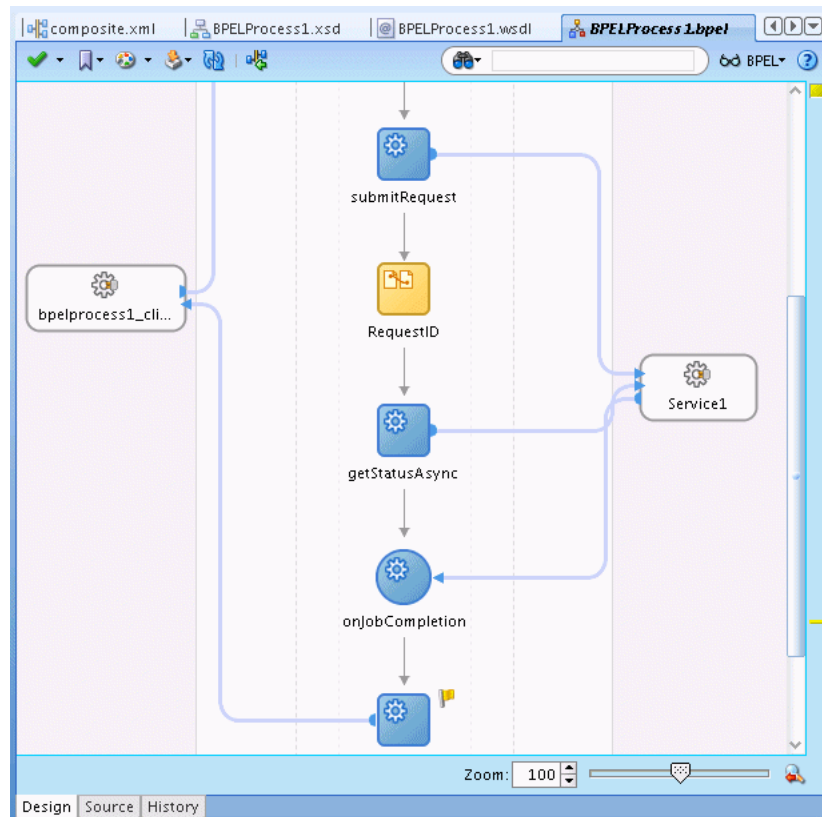 composite.xml BPELProcess1.xsd @ BPELProcess1.wsdl BPELProcess1.bpel
BPEL ?
submitRequest
bpelprocess1_cli...
RequestID
Service1
getStatusAsync
onJobCompletion
Zoom: 100
Design Source History